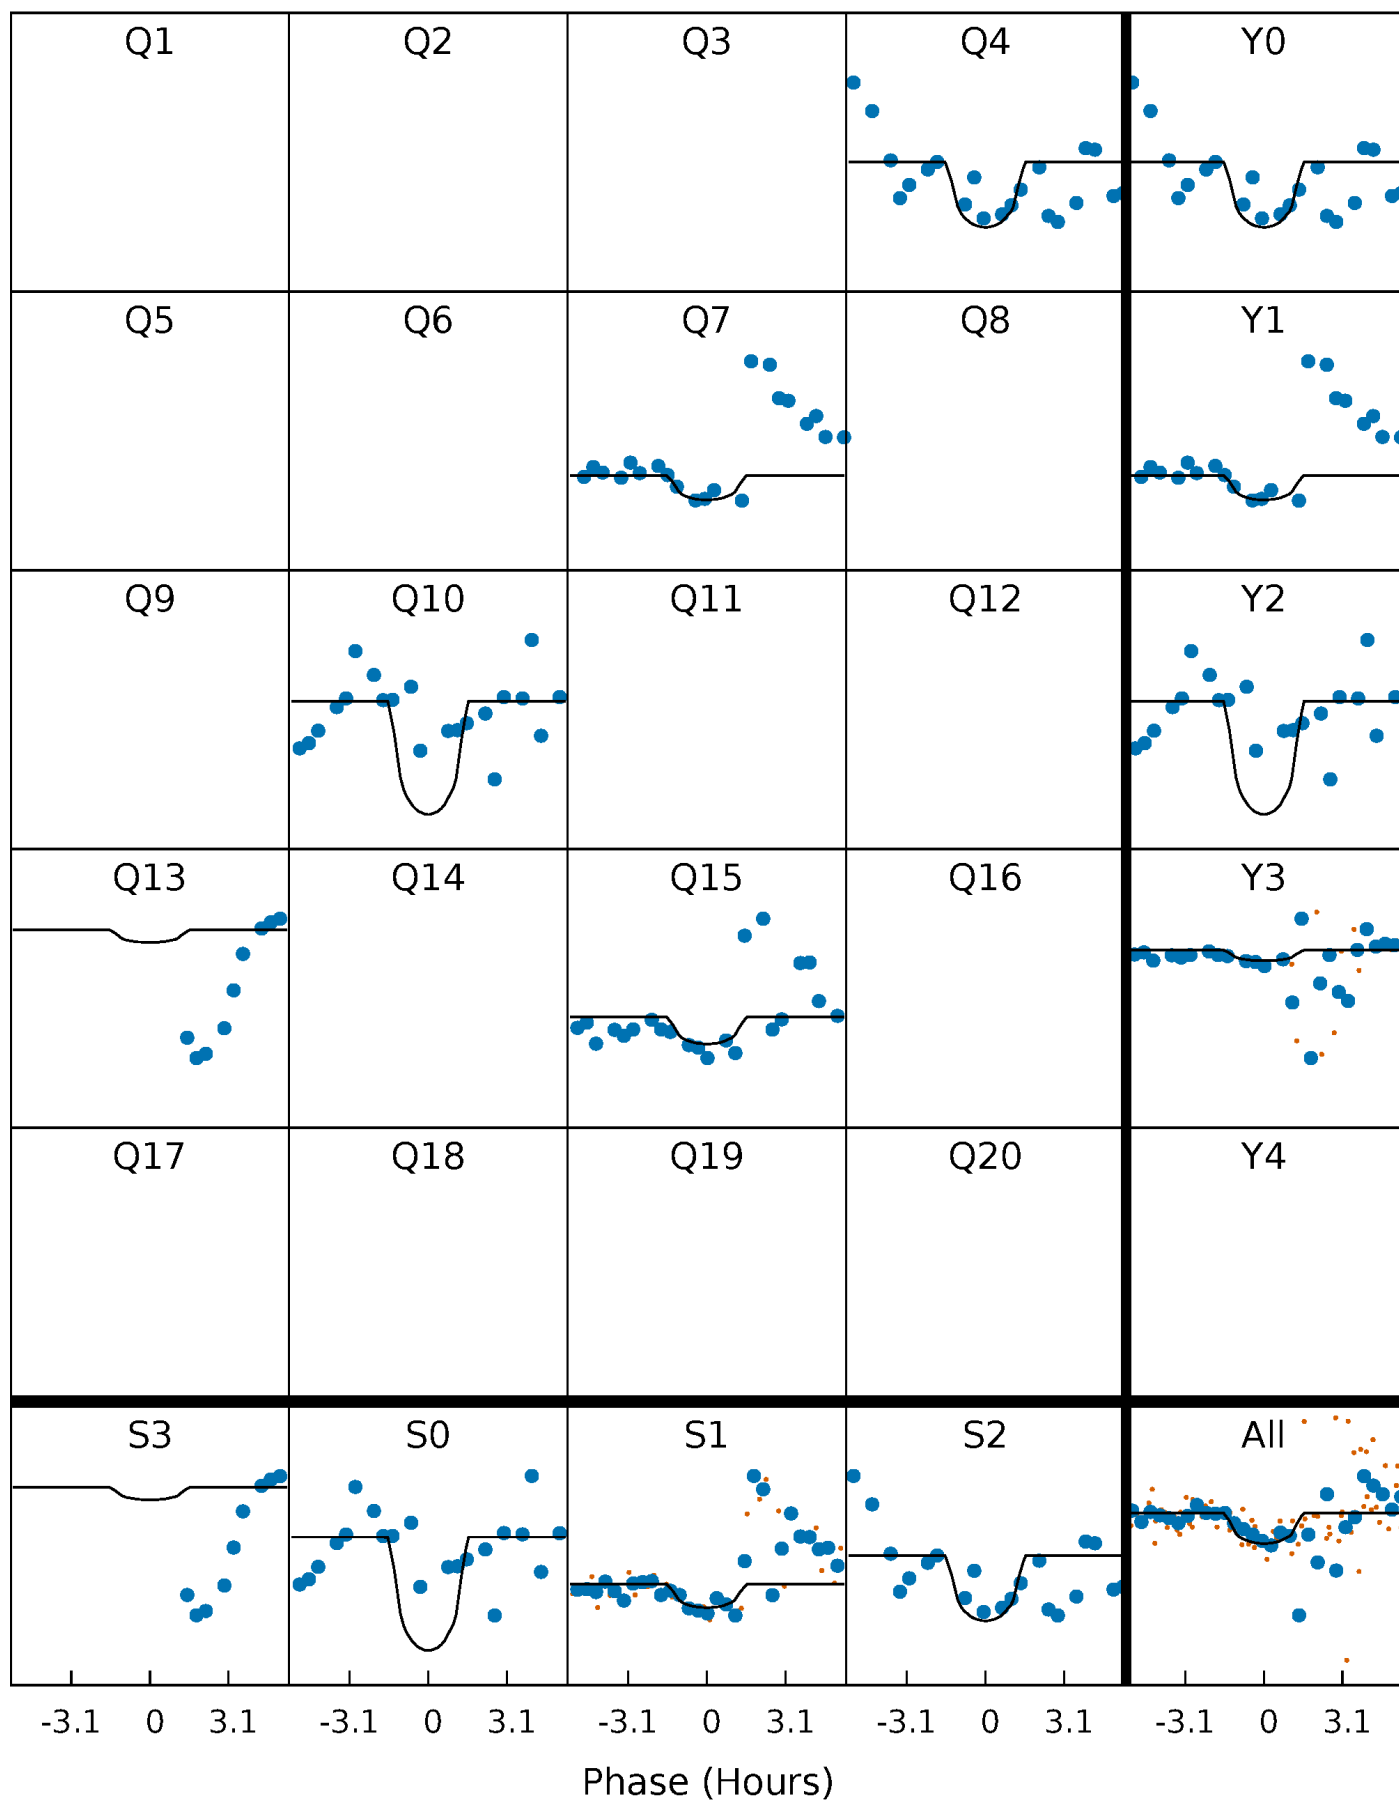 Q1 Q2 Q3 Q4 Y0
Q5 Q6 Q7 Q8 Y1
Q9 Q10 Q11 Q12 Y2
Q13 Q14 Q15 Q16 Y3
Q17 Q18 Q19 Q20 Y4
S3 S0 S1 S2 All
-3.1 0 3.1 -3.1 0 3.1 -3.1 0 3.1 -3.1 0 3.1 -3.1 0 3.1
Phase (Hours)